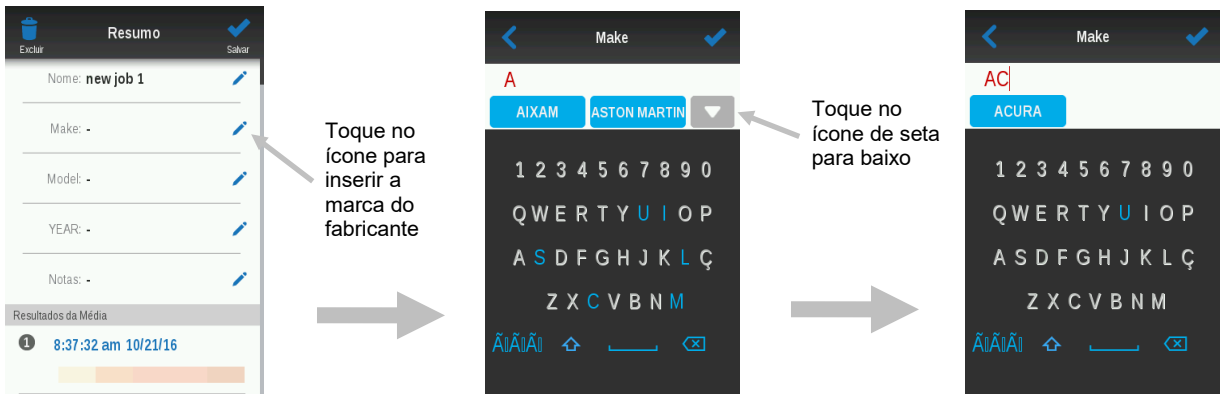 Resumo
Excluir
Salvar
Nome: new job 1
Make: -
Model: -
YEAR: -
Notas: -
Resultados da Média
1 8:37:32 am 10/21/16
Toque no
ícone para
inserir a
marca do
fabricante
Make
A
AIXAM ASTON MARTIN
1 2 3 4 5 6 7 8 9 0
Q W E R T Y U I O P
A S D F G H J K L Ç
Z X C V B N M
Toque no
ícone de seta
para baixo
Make
AC
ACURA
1 2 3 4 5 6 7 8 9 0
Q W E R T Y U I O P
A S D F G H J K L Ç
Z X C V B N M